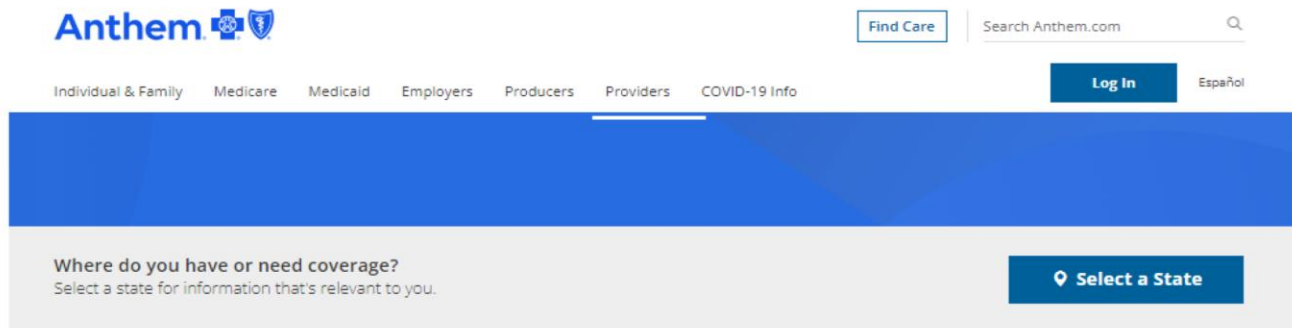 Anthem
Find Care
Search Anthem.com
Individual & Family Medicare Medicaid Employers Producers Providers COVID-19 Info
Log In
Español
Where do you have or need coverage?
Select a state for information that's relevant to you.
Select a State